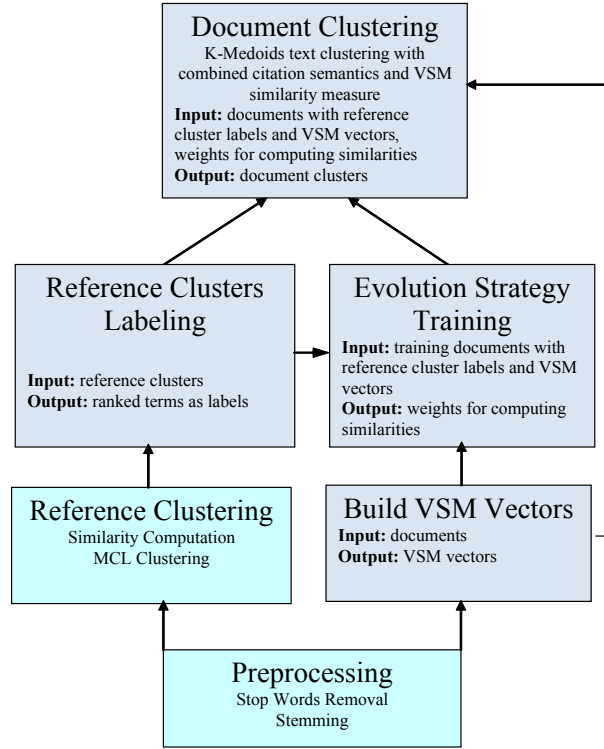 Document Clustering
K-Medoids text clustering with
combined citation semantics and VSM
similarity measure
Input: documents with reference
cluster labels and VSM vectors,
weights for computing similarities
Output: document clusters
Reference Clusters
Labeling
Input: reference clusters
Output: ranked terms as labels
Evolution Strategy
Training
Input: training documents with
reference cluster labels and VSM
vectors
Output: weights for computing
similarities
Reference Clustering
Similarity Computation
MCL Clustering
Build VSM Vectors
Input: documents
Output: VSM vectors
Preprocessing
Stop Words Removal
Stemming